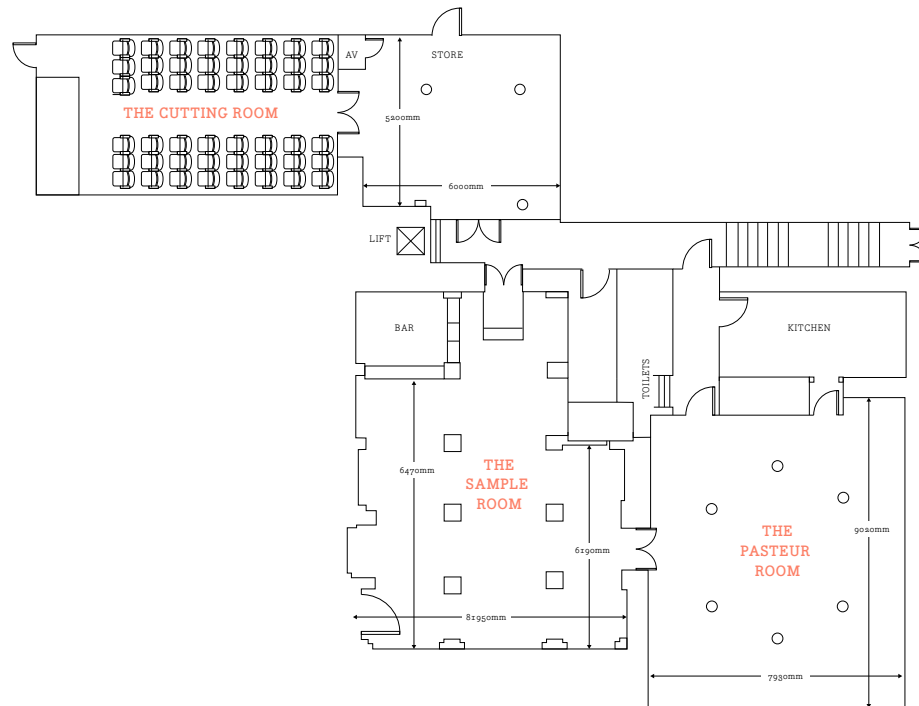 AV
STORE
THE CUTTING ROOM
5200mm
6000mm
LIFT
BAR
KITCHEN
TOILETS
6470mm
THE
SAMPLE
ROOM
6190mm
THE
PASTEUR
ROOM
9020mm
81950mm
7930mm